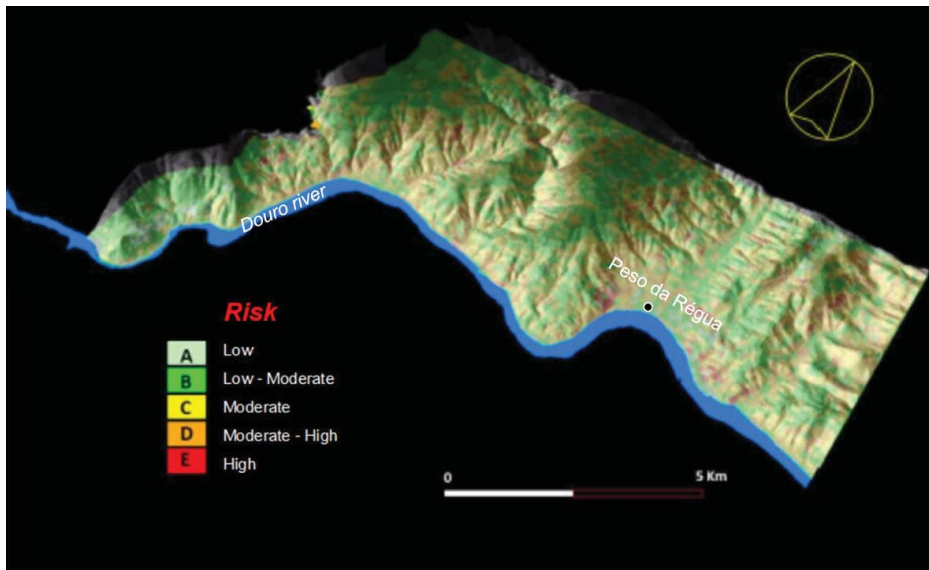 Douro river
Peso da Régua
Risk
A Low
B Low - Moderate
C Moderate
D Moderate - High
E High
0 5 Km